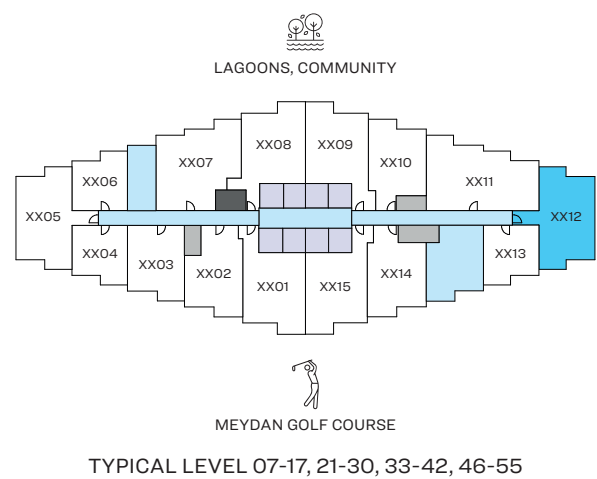 LAGOONS, COMMUNITY
XX08 XX09
XX07 XX10
XX06 XX11
XX05 XX12
XX04 XX13
XX03 XX02 XX14
XX01 XX15
MEYDAN GOLF COURSE
TYPICAL LEVEL 07-17, 21-30, 33-42, 46-55